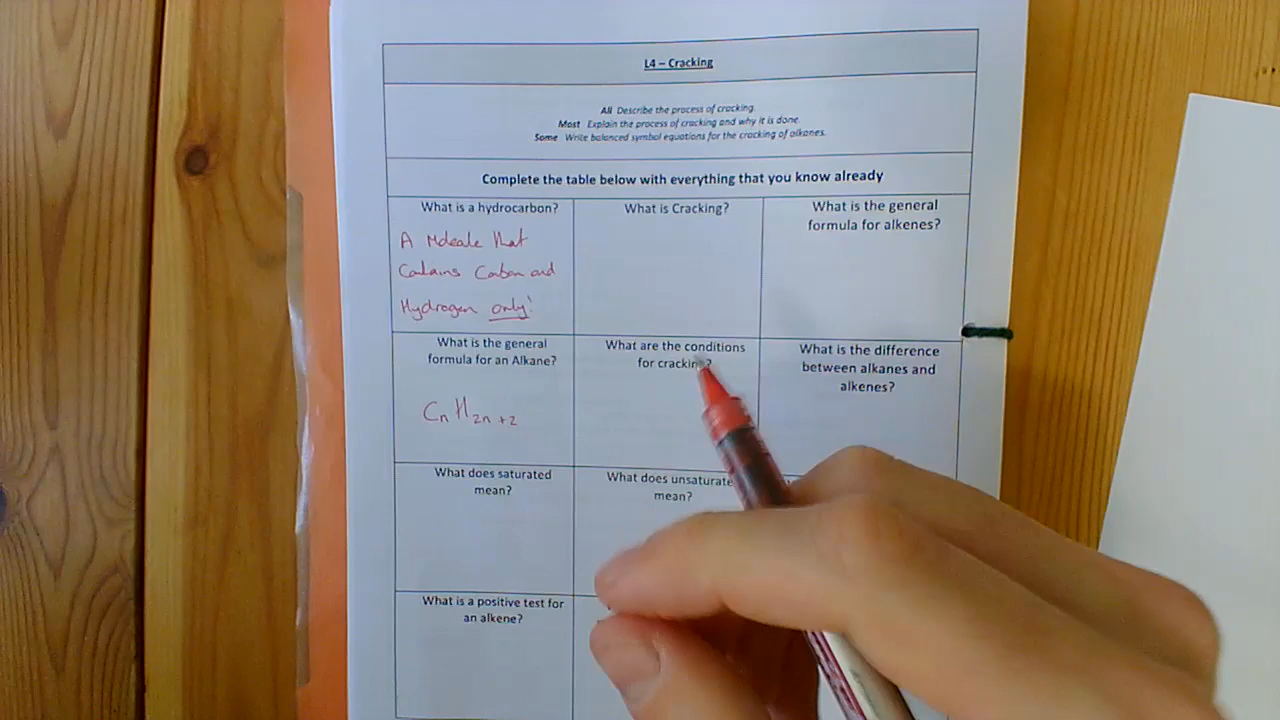 L4 – Cracking
All Describe the process of cracking.
Most Explain the process of cracking and why it is done.
Some Write balanced symbol equations for the cracking of alkanes.
Complete the table below with everything that you know already
What is a hydrocarbon?
A Molecule that
Contains Carbon and
Hydrogen only!
What is Cracking?
What is the general
formula for alkenes?
What is the general
formula for an Alkane?
CnH2n+2
What are the conditions
for cracking?
What is the difference
between alkanes and
alkenes?
What does saturated
mean?
What does unsaturate
mean?
What is a positive test for
an alkene?